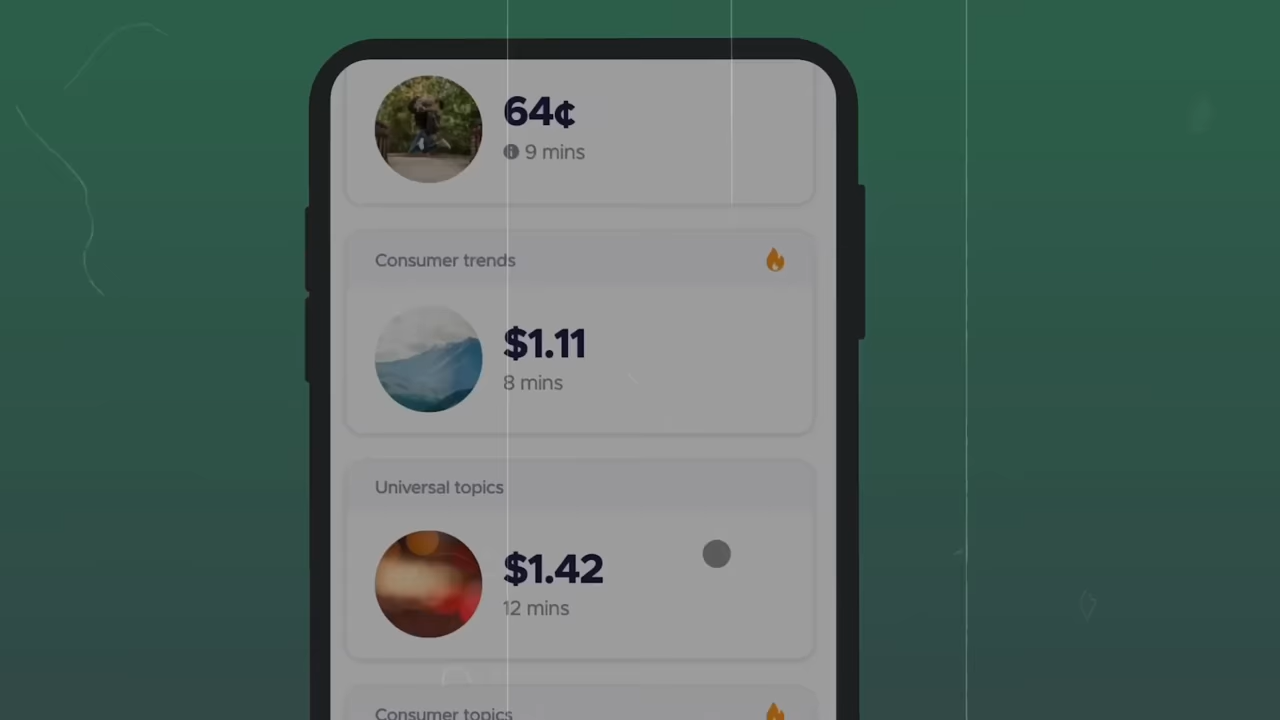 64¢
9 mins
Consumer trends
$1.11
8 mins
Universal topics
$1.42
12 mins
Consumer topics